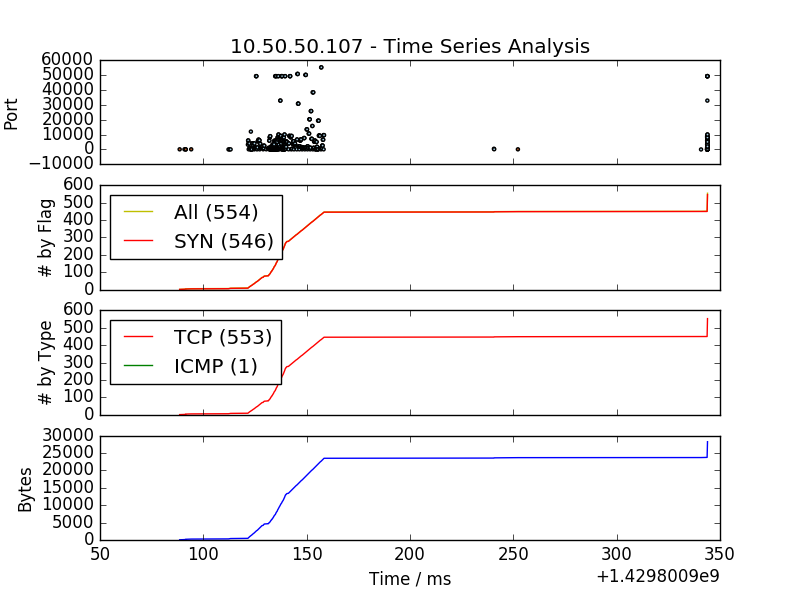 10.50.50.107 - Time Series Analysis
60000
50000
40000
30000
20000
10000
0
−10000
Port
600
500
400
300
200
100
0
# by Flag
All (554)
SYN (546)
600
500
400
300
200
100
0
# by Type
TCP (553)
ICMP (1)
30000
25000
20000
15000
10000
5000
0
Bytes
50 100 150 200 250 300 350
Time / ms
+1.4298009e9